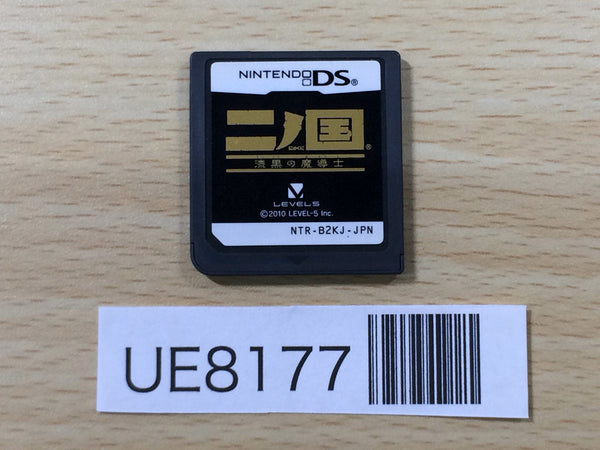 NINTENDO DS®
二ノ国®
漆黒の魔導士
LEVEL5
©2010 LEVEL-5 Inc.
NTR-B2KJ-JPN
UE8177